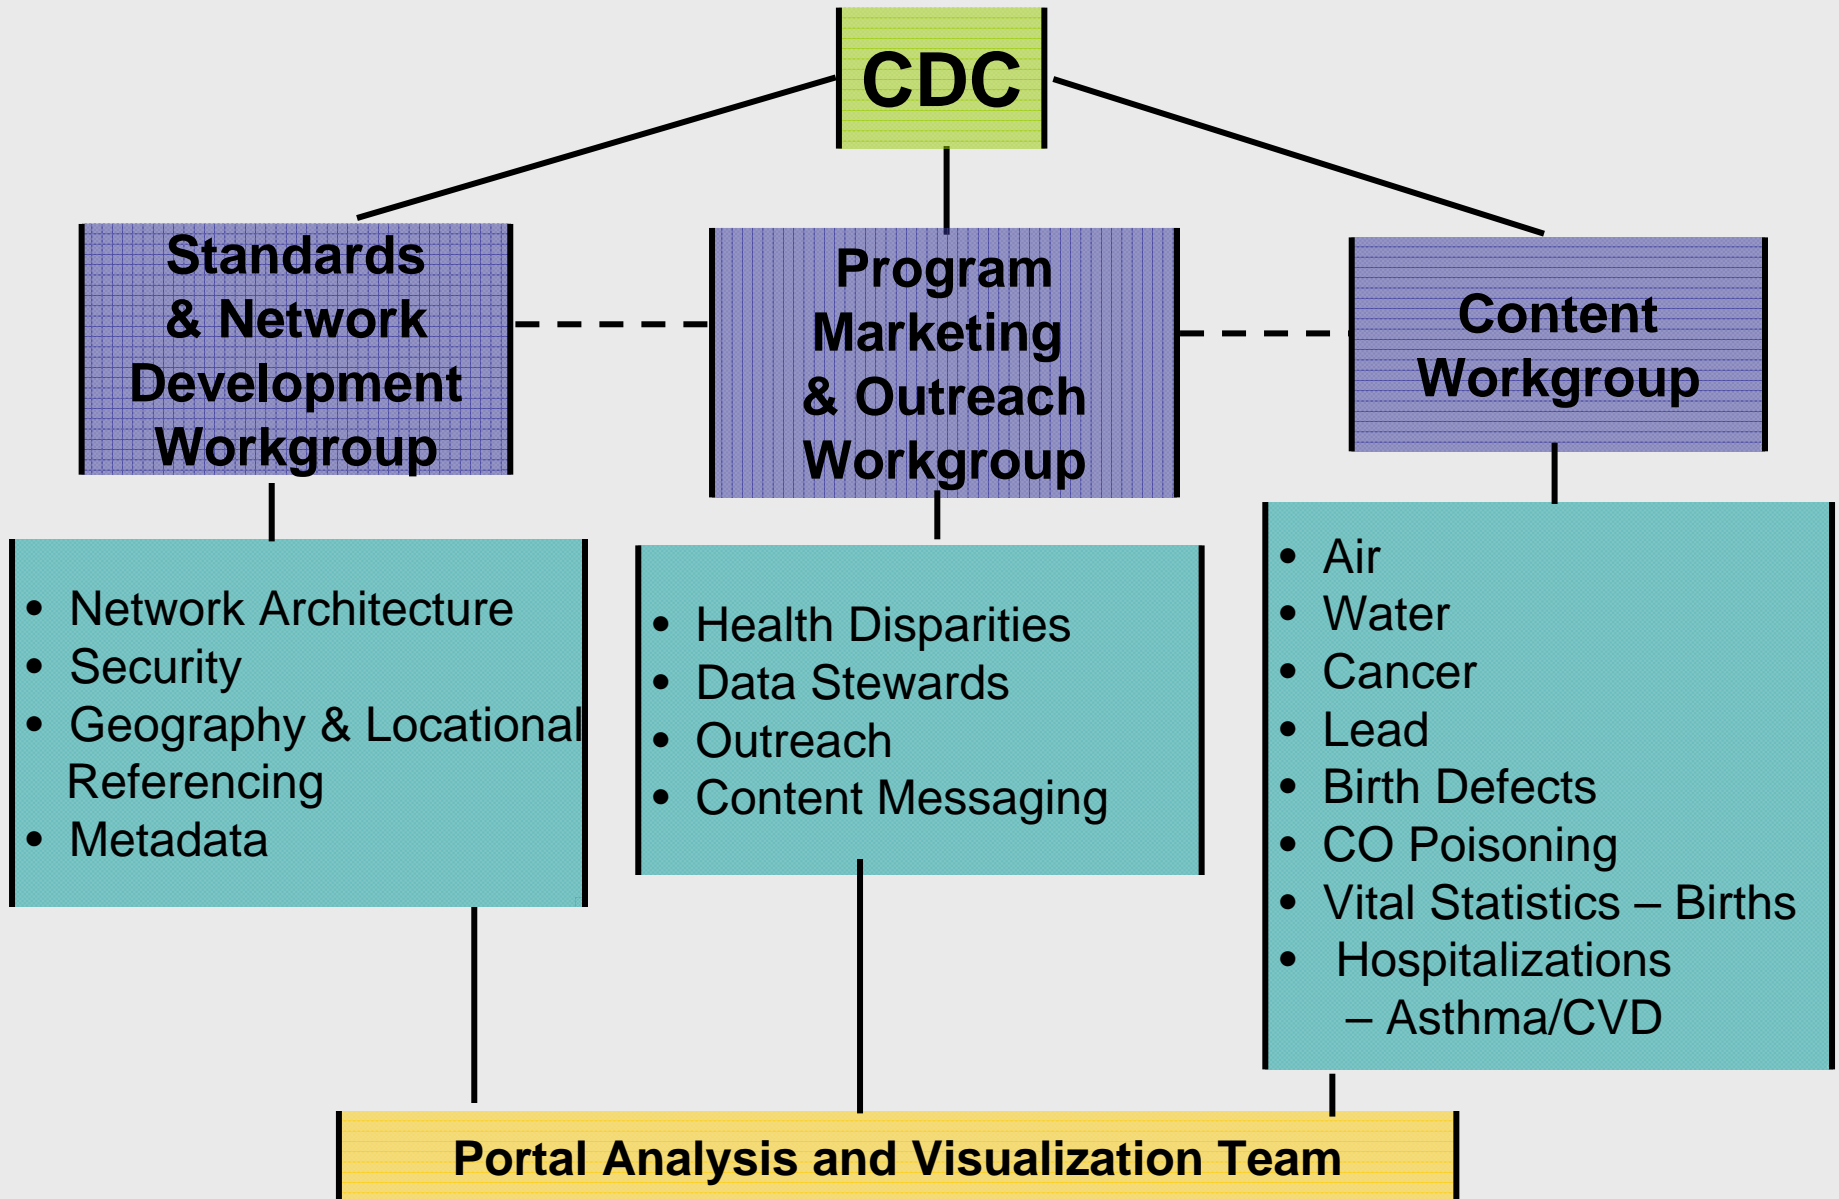 CDC
Standards
& Network
Development
Workgroup
Program
Marketing
& Outreach
Workgroup
Content
Workgroup
• Network Architecture
• Security
• Geography & Locational
Referencing
• Metadata
• Health Disparities
• Data Stewards
• Outreach
• Content Messaging
• Air
• Water
• Cancer
• Lead
• Birth Defects
• CO Poisoning
• Vital Statistics – Births
• Hospitalizations
– Asthma/CVD
Portal Analysis and Visualization Team